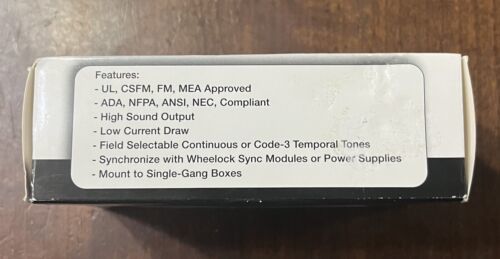 Features:
- UL, CSFM, FM, MEA Approved
- ADA, NFPA, ANSI, NEC, Compliant
- High Sound Output
- Low Current Draw
- Field Selectable Continuous or Code-3 Temporal Tones
- Synchronize with Wheelock Sync Modules or Power Supplies
- Mount to Single-Gang Boxes